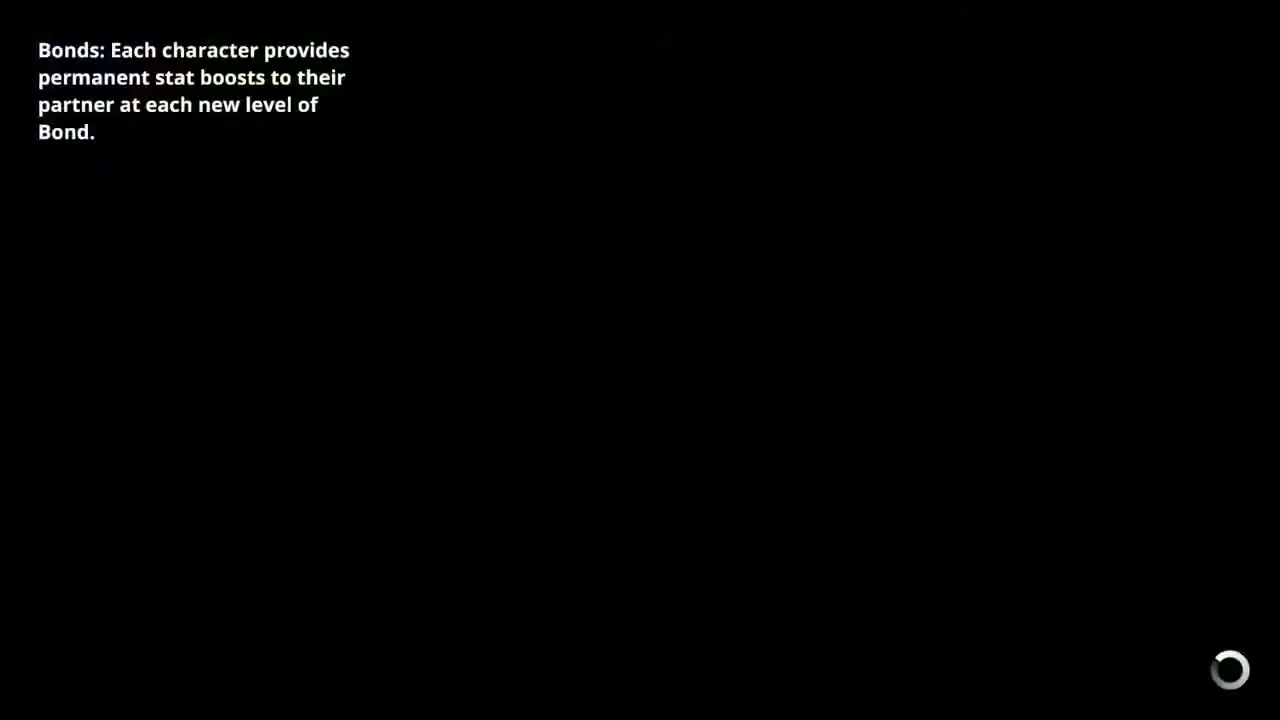 Bonds: Each character provides
permanent stat boosts to their
partner at each new level of
Bond.